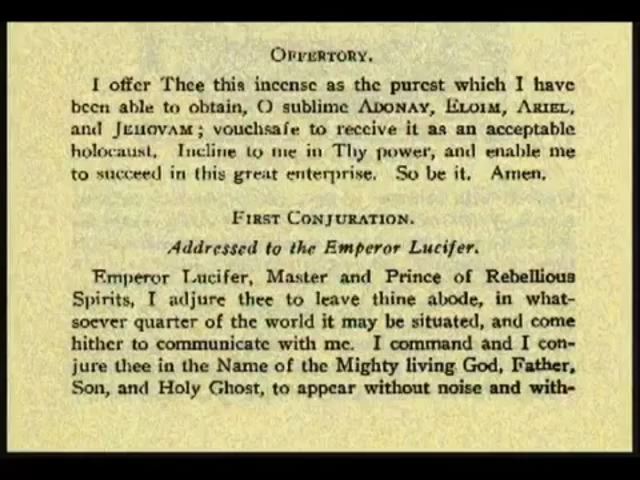 OFFERTORY.
I offer Thee this incense as the purest which I have
been able to obtain, O sublime ADONAY, ELOIM, ARIEL,
and JEHOVAM; vouchsafe to receive it as an acceptable
holocaust. Incline to me in Thy power, and enable me
to succeed in this great enterprise. So be it. Amen.
FIRST CONJURATION.
Addressed to the Emperor Lucifer.
Emperor Lucifer, Master and Prince of Rebellious
Spirits, I adjure thee to leave thine abode, in what-
soever quarter of the world it may be situated, and come
hither to communicate with me. I command and I con-
jure thee in the Name of the Mighty living God, Father,
Son, and Holy Ghost, to appear without noise and with-